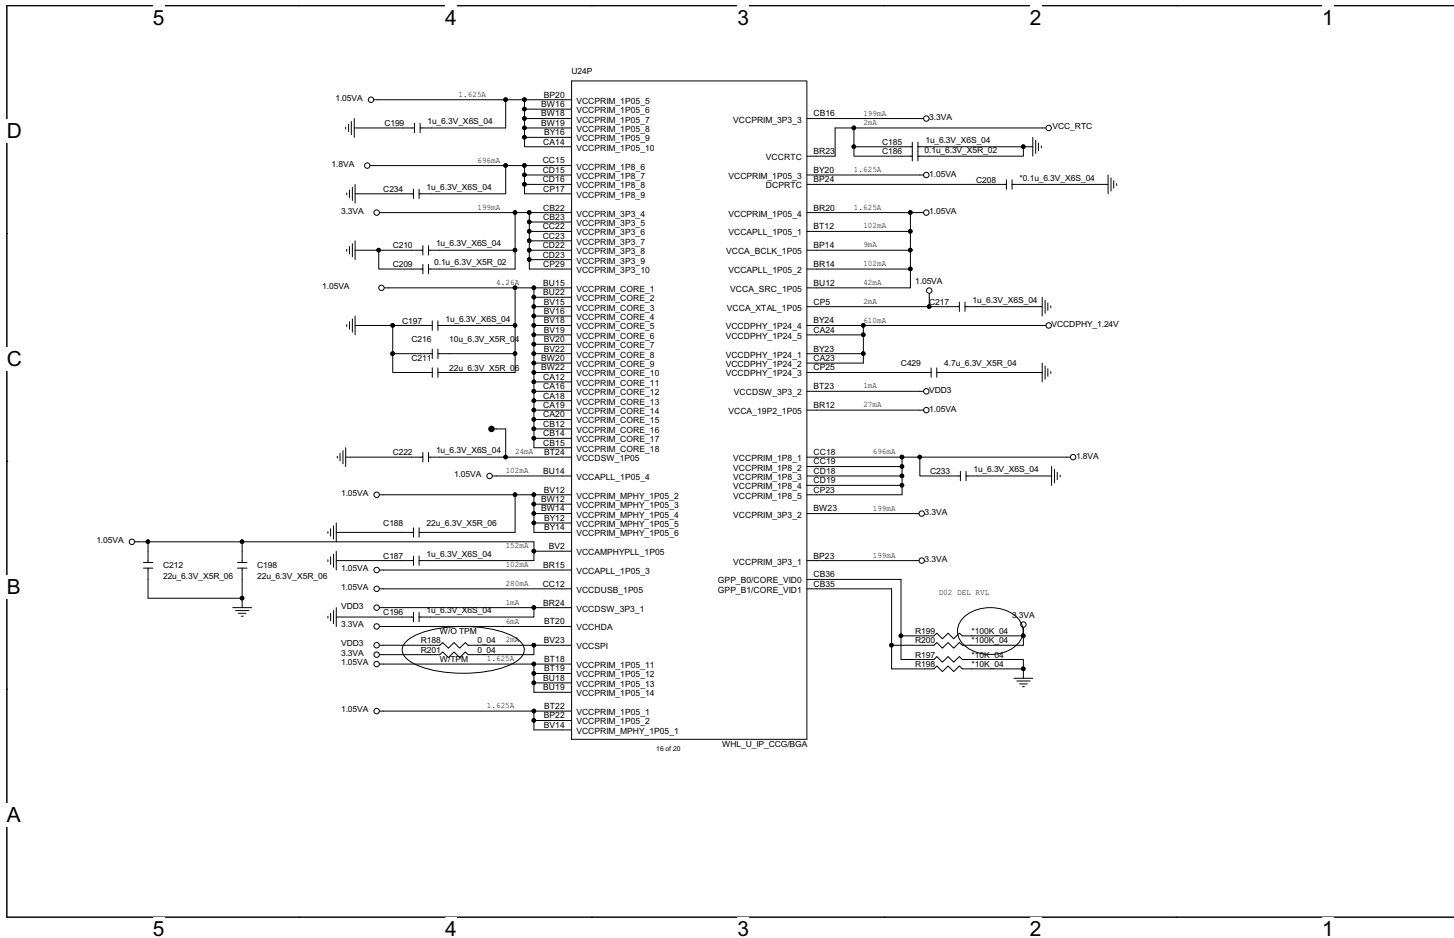 5 4 3 2 1
D
C
B
A
U24P
1.05VA 1.625A BP20 VCCPRIM_1P05_5
BW16 VCCPRIM_1P05_6
BW18 VCCPRIM_1P05_7
BW19 VCCPRIM_1P05_8
BY16 VCCPRIM_1P05_9
CA14 VCCPRIM_1P05_10
C199 1u_6.3V_X6S_04
1.8VA 696mA CC15 VCCPRIM_1P8_6
CD15 VCCPRIM_1P8_7
CD16 VCCPRIM_1P8_8
CP17 VCCPRIM_1P8_9
C234 1u_6.3V_X6S_04
3.3VA 199mA CB22 VCCPRIM_3P3_4
CB23 VCCPRIM_3P3_5
CC22 VCCPRIM_3P3_6
CC23 VCCPRIM_3P3_7
CD22 VCCPRIM_3P3_8
CD23 VCCPRIM_3P3_9
CP29 VCCPRIM_3P3_10
C210 1u_6.3V_X6S_04
C209 0.1u_6.3V_X5R_02
1.05VA 4.26A BU15 VCCPRIM_CORE_1
BU22 VCCPRIM_CORE_2
BV15 VCCPRIM_CORE_3
BV16 VCCPRIM_CORE_4
BV18 VCCPRIM_CORE_5
BV19 VCCPRIM_CORE_6
BV20 VCCPRIM_CORE_7
BV22 VCCPRIM_CORE_8
BW20 VCCPRIM_CORE_9
BW22 VCCPRIM_CORE_10
CA12 VCCPRIM_CORE_11
CA16 VCCPRIM_CORE_12
CA18 VCCPRIM_CORE_13
CA19 VCCPRIM_CORE_14
CA20 VCCPRIM_CORE_15
CB12 VCCPRIM_CORE_16
CB14 VCCPRIM_CORE_17
CB15 VCCPRIM_CORE_18
C197 1u_6.3V_X6S_04
C216 10u_6.3V_X5R_04
C211 22u_6.3V_X5R_06
24mA BT24 VCCDSW_1P05
C222 1u_6.3V_X6S_04
1.05VA 102mA BU14 VCCAPLL_1P05_4
1.05VA BV12 VCCPRIM_MPHY_1P05_2
BW12 VCCPRIM_MPHY_1P05_3
BW14 VCCPRIM_MPHY_1P05_4
BY12 VCCPRIM_MPHY_1P05_5
BY14 VCCPRIM_MPHY_1P05_6
C188 22u_6.3V_X5R_06
1.05VA 152mA BV2 VCCAMPHYPLL_1P05
C212 22u_6.3V_X5R_06
C198 22u_6.3V_X5R_06
C187 1u_6.3V_X6S_04
1.05VA 102mA BR15 VCCAPLL_1P05_3
1.05VA 280mA CC12 VCCDUSB_1P05
VDD3 1mA BR24 VCCDSW_3P3_1
C196 1u_6.3V_X6S_04
3.3VA 6mA BT20 VCCHDA
W/O TPM
VDD3 R188 0_04 2mA BV23 VCCSPI
3.3VA R201 0_04
W/TPM
1.05VA 1.625A BT18 VCCPRIM_1P05_11
BT19 VCCPRIM_1P05_12
BU18 VCCPRIM_1P05_13
BU19 VCCPRIM_1P05_14
1.05VA 1.625A BT22 VCCPRIM_1P05_1
BP22 VCCPRIM_1P05_2
BV14 VCCPRIM_MPHY_1P05_1
VCCPRIM_3P3_3 CB16 199mA 3.3VA
2mA VCC_RTC
C185 1u_6.3V_X6S_04
C186 0.1u_6.3V_X5R_02
VCCRTC BR23
VCCPRIM_1P05_3 BY20 1.625A 1.05VA
DCPRTC BP24 C208 *0.1u_6.3V_X6S_04
VCCPRIM_1P05_4 BR20 1.625A 1.05VA
VCCAPLL_1P05_1 BT12 102mA
VCCA_BCLK_1P05 BP14 9mA
VCCAPLL_1P05_2 BR14 102mA
VCCA_SRC_1P05 BU12 42mA
1.05VA
VCCA_XTAL_1P05 CP5 2mA C217 1u_6.3V_X6S_04
VCCDPHY_1P24_4 BY24 610mA VCCDPHY_1.24V
VCCDPHY_1P24_5 CA24
VCCDPHY_1P24_1 BY23
VCCDPHY_1P24_2 CA23
VCCDPHY_1P24_3 CP25 C429 4.7u_6.3V_X5R_04
VCCDSW_3P3_2 BT23 1mA VDD3
VCCA_19P2_1P05 BR12 27mA 1.05VA
VCCPRIM_1P8_1 CC18 696mA 1.8VA
VCCPRIM_1P8_2 CC19
VCCPRIM_1P8_3 CD18
VCCPRIM_1P8_4 CD19
VCCPRIM_1P8_5 CP23
C233 1u_6.3V_X6S_04
VCCPRIM_3P3_2 BW23 199mA 3.3VA
VCCPRIM_3P3_1 BP23 199mA 3.3VA
GPP_B0/CORE_VID0 CB36
GPP_B1/CORE_VID1 CB35
D02 DEL RVL
3.3VA
R199 *100K_04
R200 *100K_04
R197 *10K_04
R198 *10K_04
16 of 20
WHL_U_IP_CCG/BGA
5 4 3 2 1